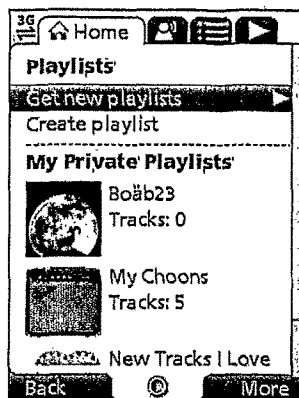 3G
Home
Playlists
Get new playlists
Create playlist
My Private Playlists
Boab23
Tracks: 0
My Choons
Tracks: 5
New Tracks I Love
Back
More